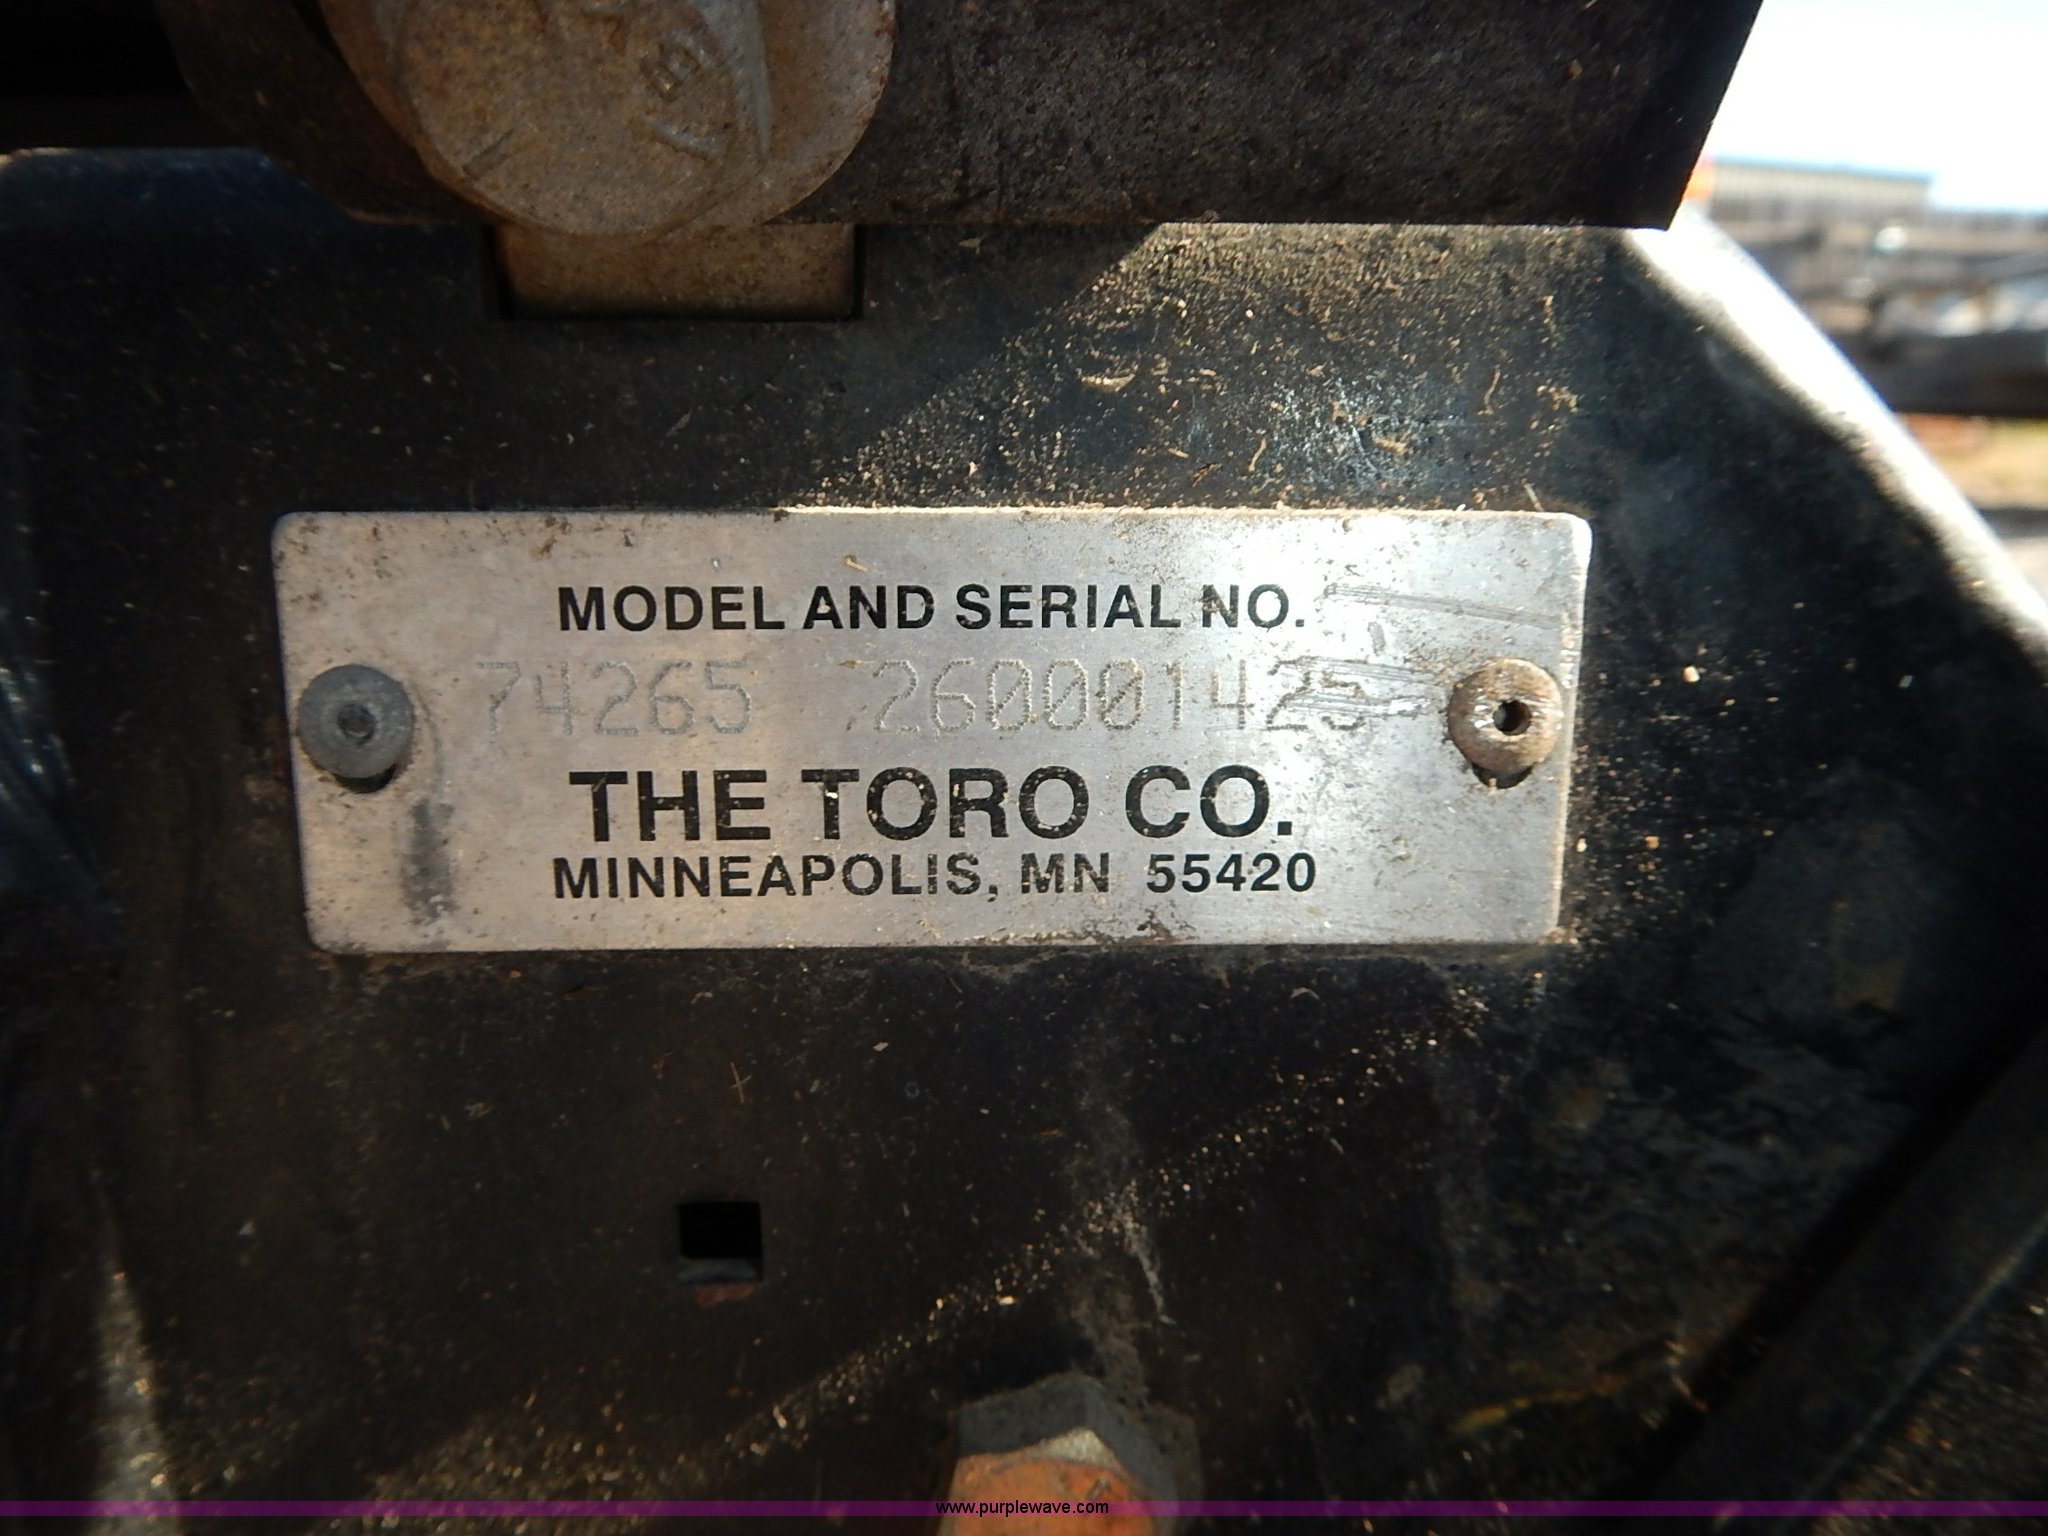 MODEL AND SERIAL NO.
74265 260001425
THE TORO CO.
MINNEAPOLIS, MN 55420
www.purplewave.com